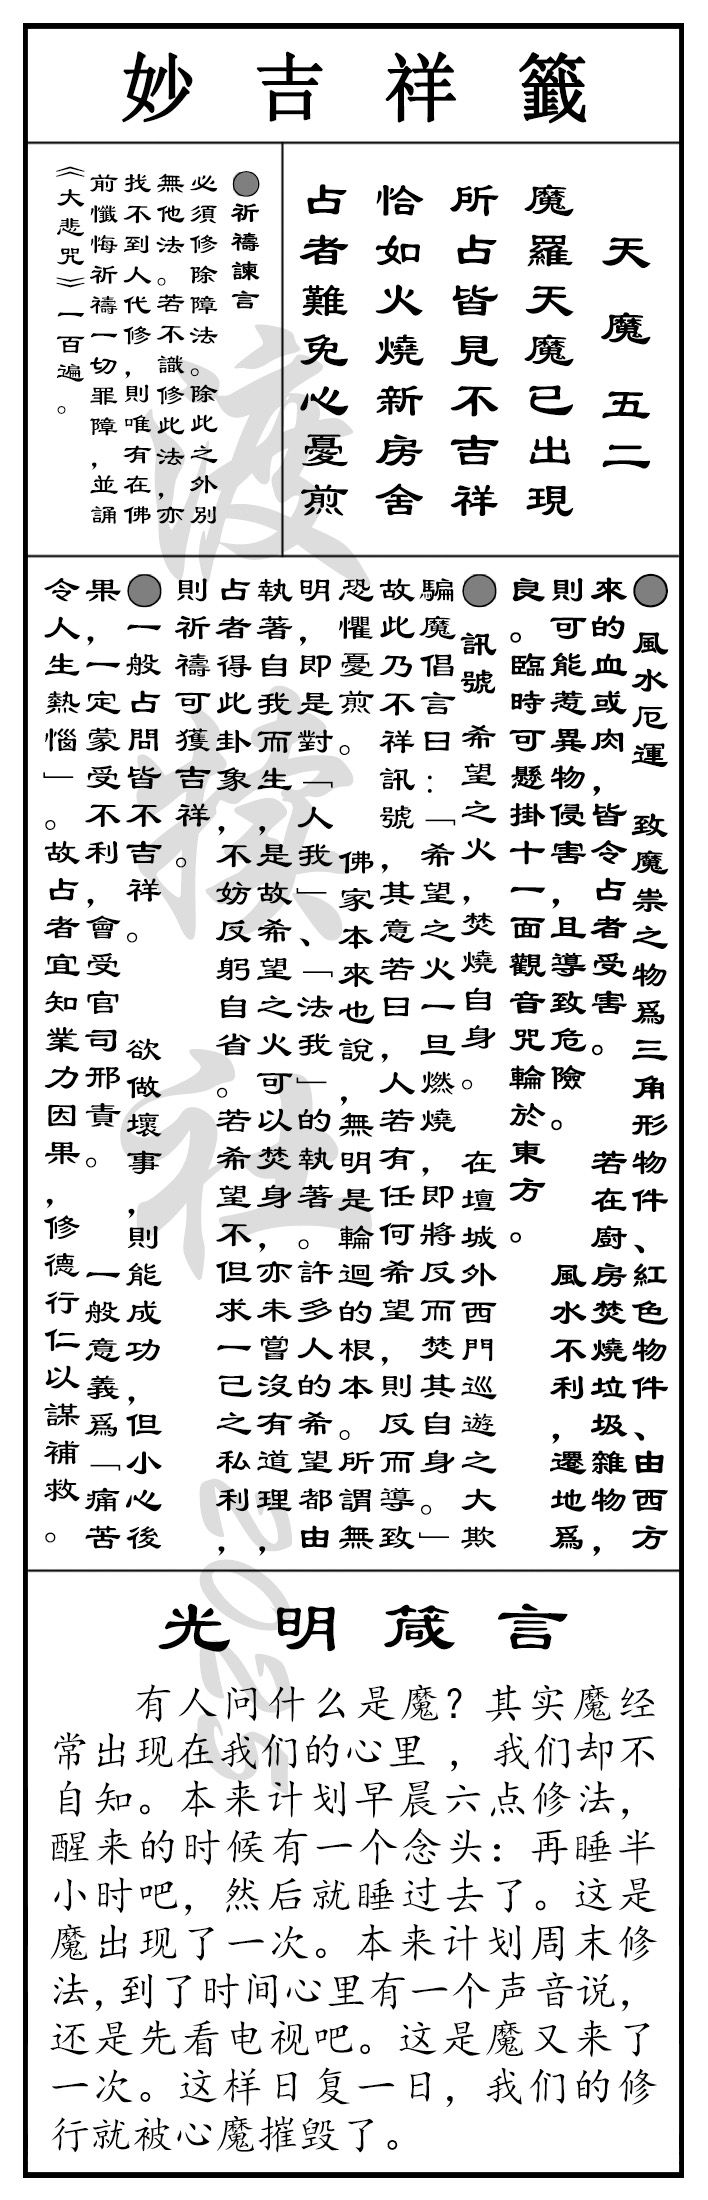 妙吉祥籤
天魔 五二
魔羅天魔已出現
所占皆見不吉祥
恰如火燒新房舍
占者難免心憂煎
●祈禱諫言
必須修除障法。除此之外別
無他法。若不識修此法,亦
找不到人代修,則唯有在佛
前懺悔祈禱一切罪障,並誦
《大悲咒》一百遍。
●風水厄運 致魔祟之物爲三角形物件、紅色物件、由西方
來的血或肉,皆令占者受害。 若在廚房焚燒垃圾、雜物,
則可能惹異物侵害,且導致危險。 風水不利,遷地爲
良。臨時可懸掛十一面觀音咒輪於東方。
●訊號 希望之火,焚燒自身。 在壇城外西門巡遊之大欺
騙魔倡言曰:「希望之火一旦燃燒,即將反而焚其自身。」
故此乃不祥訊號,其意若曰,人若有任何希望,則反而導致
恐懼憂煎。 佛家本來也說,無明是輪迴的根本。所謂無
明,即是對「人我」、「法我」的執著。許多人的希望都由
執著自我而生,是故希望之火可以焚身,亦未嘗沒有道理,
占者得此卦象,不妨反躬自省。若希望不但求一己之私利,
則祈禱可獲吉祥。
●一般占問皆不吉祥。 欲做壞事,則能成功,但小心後
果,一定蒙受不利,會受官司邢責。 一般意義爲「痛苦
令人生熱惱」。故占者宜知業力因果,修德行仁以謀補救。
光明箴言
有人问什么是魔?其实魔经
常出现在我们的心里,我们却不
自知。本来计划早晨六点修法,
醒来的时候有一个念头:再睡半
小时吧,然后就睡过去了。这是
魔出现了一次。本来计划周末修
法,到了时间心里有一个声音说,
还是先看电视吧。这是魔又来了
一次。这样日复一日,我们的修
行就被心魔摧毁了。
2025